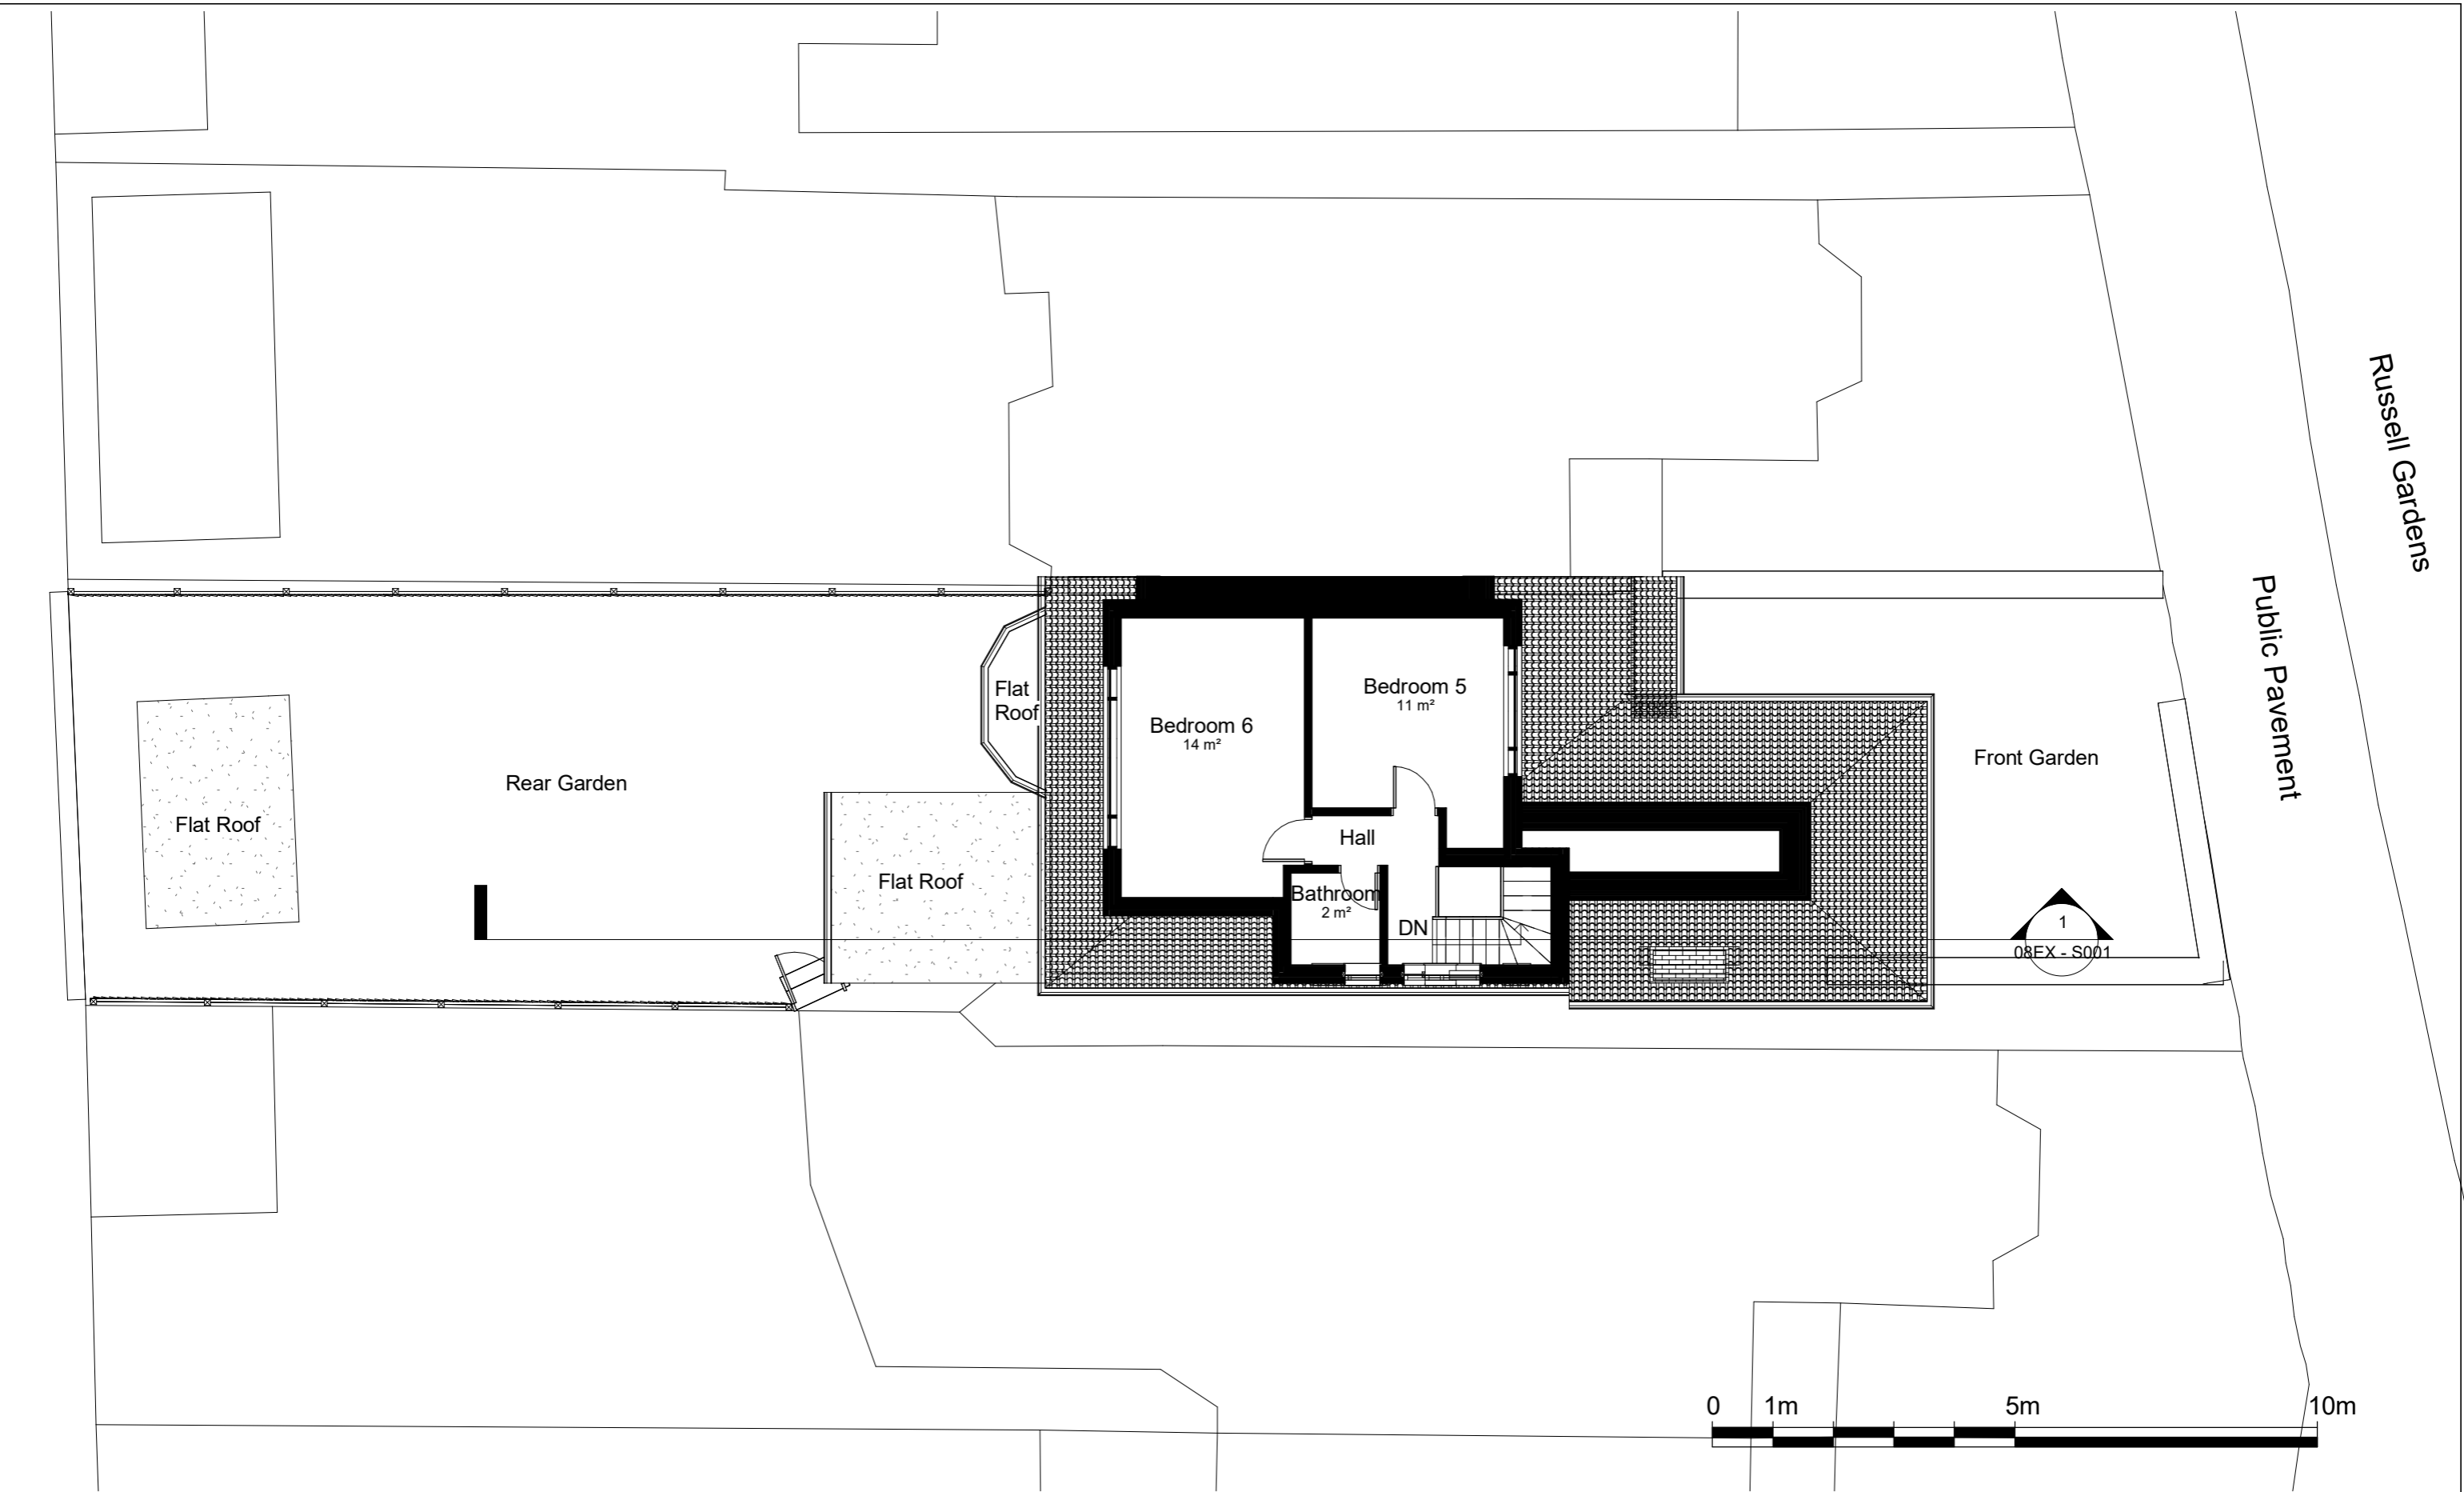 Russell Gardens
Public Pavement
Flat
Roof
Bedroom 5
11 m²
Bedroom 6
14 m²
Front Garden
Rear Garden
Flat Roof
Hall
Flat Roof
Bathroom
2 m²
DN
1
08EX - S001
0 1m 5m 10m